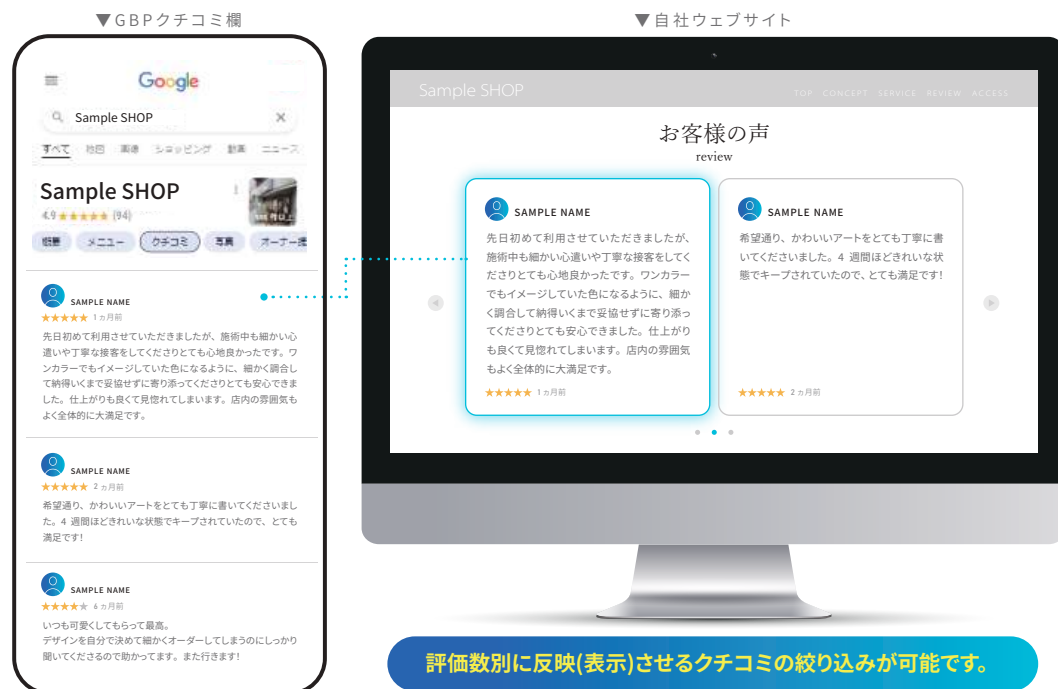 ▼GBPクチコミ欄
Google
Sample SHOP
すべて 地図 画像 ショッピング 動画 ニュース
Sample SHOP
4.9 ★★★★★ (94)
概要 メニュー クチコミ 写真 オーナー提
SAMPLE NAME
★★★★★ 1ヵ月前
先日初めて利用させていただきましたが、施術中も細かい心
遣いや丁寧な接客をしてくださりとても心地良かったです。ワ
ンカラーでもイメージしていた色になるように、細かく調合し
て納得いくまで妥協せずに寄り添ってくださりとても安心できま
した。仕上がりも良くて見惚れてしまいます。店内の雰囲気も
よく全体的に大満足です。
SAMPLE NAME
★★★★★ 2ヵ月前
希望通り、かわいいアートをとても丁寧に書いてくださいまし
た。4 週間ほどきれいな状態でキープされていたので、とても
満足です!
SAMPLE NAME
★★★★★ 6ヵ月前
いつも可愛くしてもらって最高。
デザインを自分で決めて細かくオーダーしてしまうのにしっかり
聞いてくださるので助かってます。また行きます!
▼自社ウェブサイト
Sample SHOP
TOP CONCEPT SERVICE REVIEW ACCESS
お客様の声
review
SAMPLE NAME
先日初めて利用させていただきましたが、
施術中も細かい心遣いや丁寧な接客をしてく
ださりとても心地良かったです。ワンカラー
でもイメージしていた色になるように、細か
く調合して納得いくまで妥協せずに寄り添っ
てくださりとても安心できました。仕上がり
も良くて見惚れてしまいます。店内の雰囲気
もよく全体的に大満足です。
★★★★★ 1ヵ月前
SAMPLE NAME
希望通り、かわいいアートをとても丁寧に書
いてくださいました。4 週間ほどきれいな状
態でキープされていたので、とても満足です!
★★★★★ 2ヵ月前
評価数別に反映(表示)させるクチコミの絞り込みが可能です。